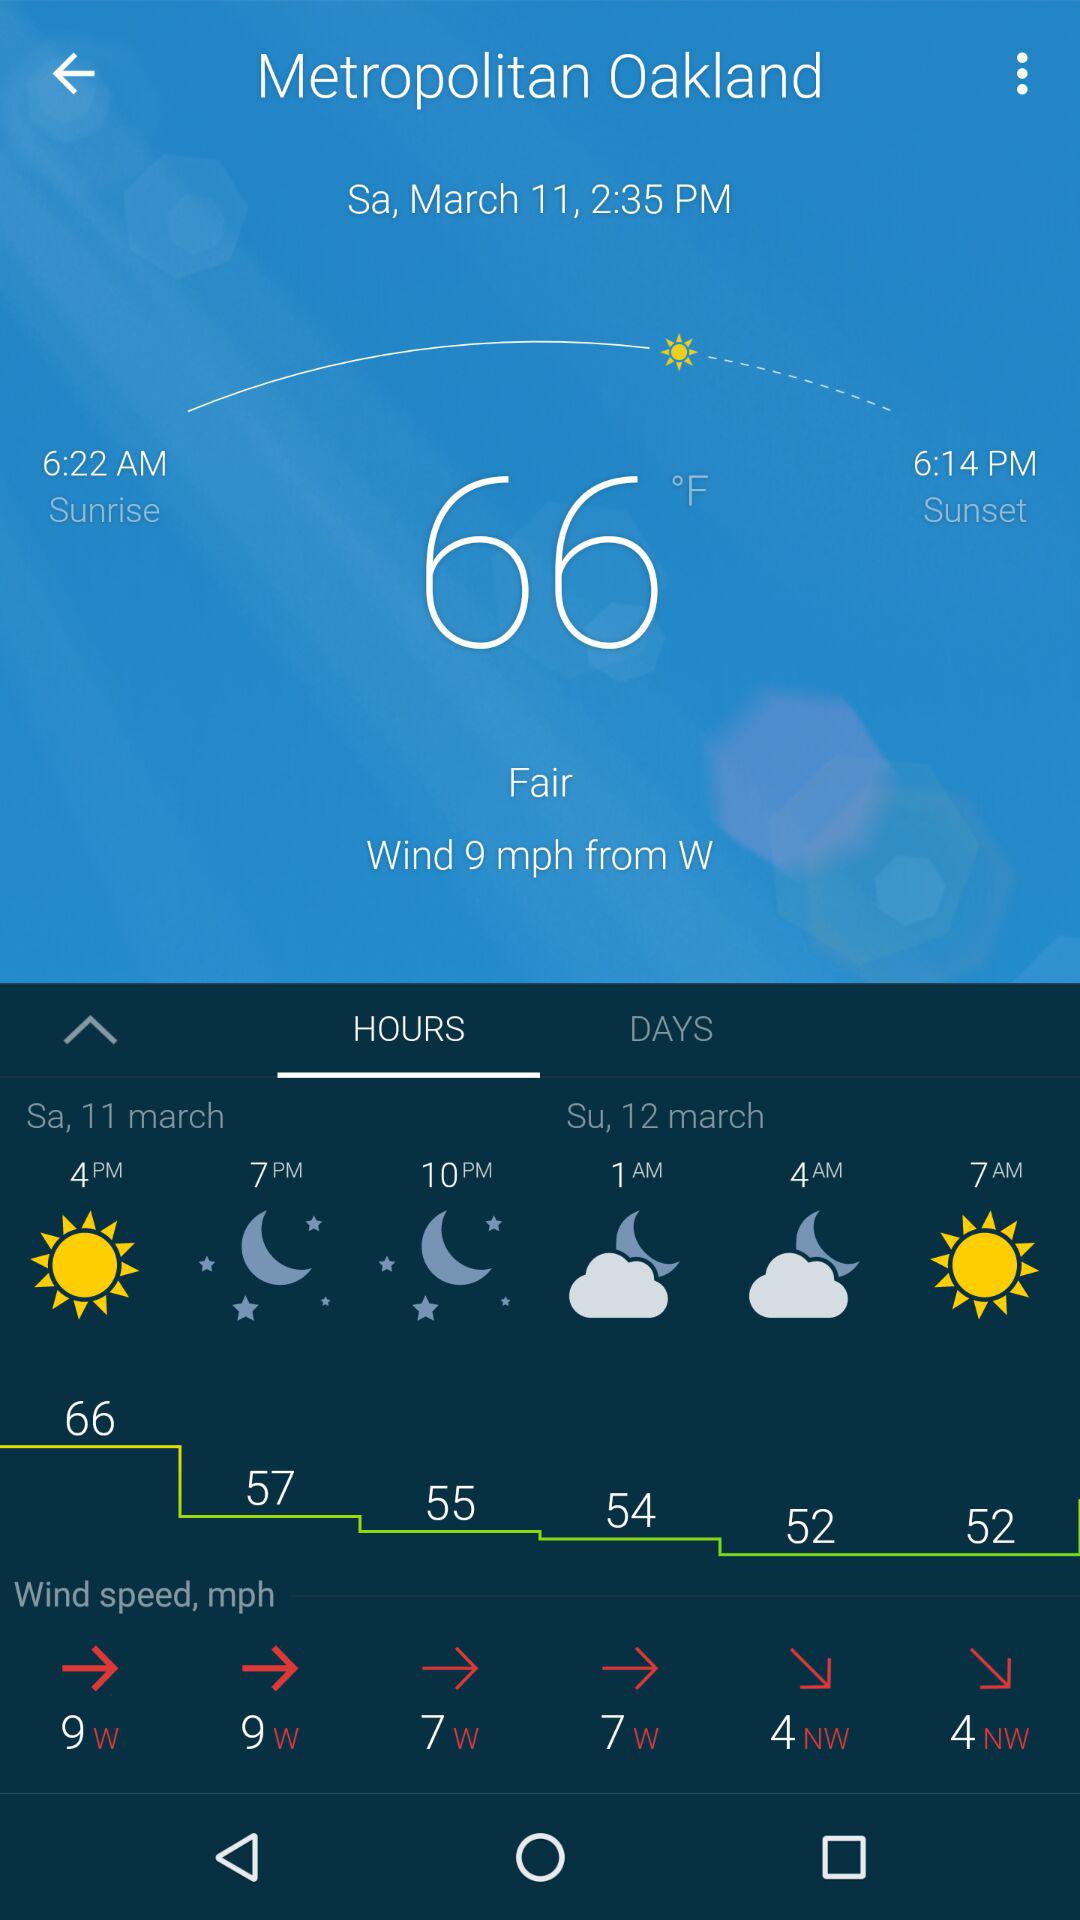 Metropolitan Oakland
Sa, March 11, 2:35 PM
6:22 AM
Sunrise
6:14 PM
Sunset
66 °F
Fair
Wind 9 mph from W
HOURS DAYS
Sa, 11 march Su, 12 march
4 PM 7 PM 10 PM 1 AM 4 AM 7 AM
66 57 55 54 52 52
Wind speed, mph
9 W 9 W 7 W 7 W 4 NW 4 NW